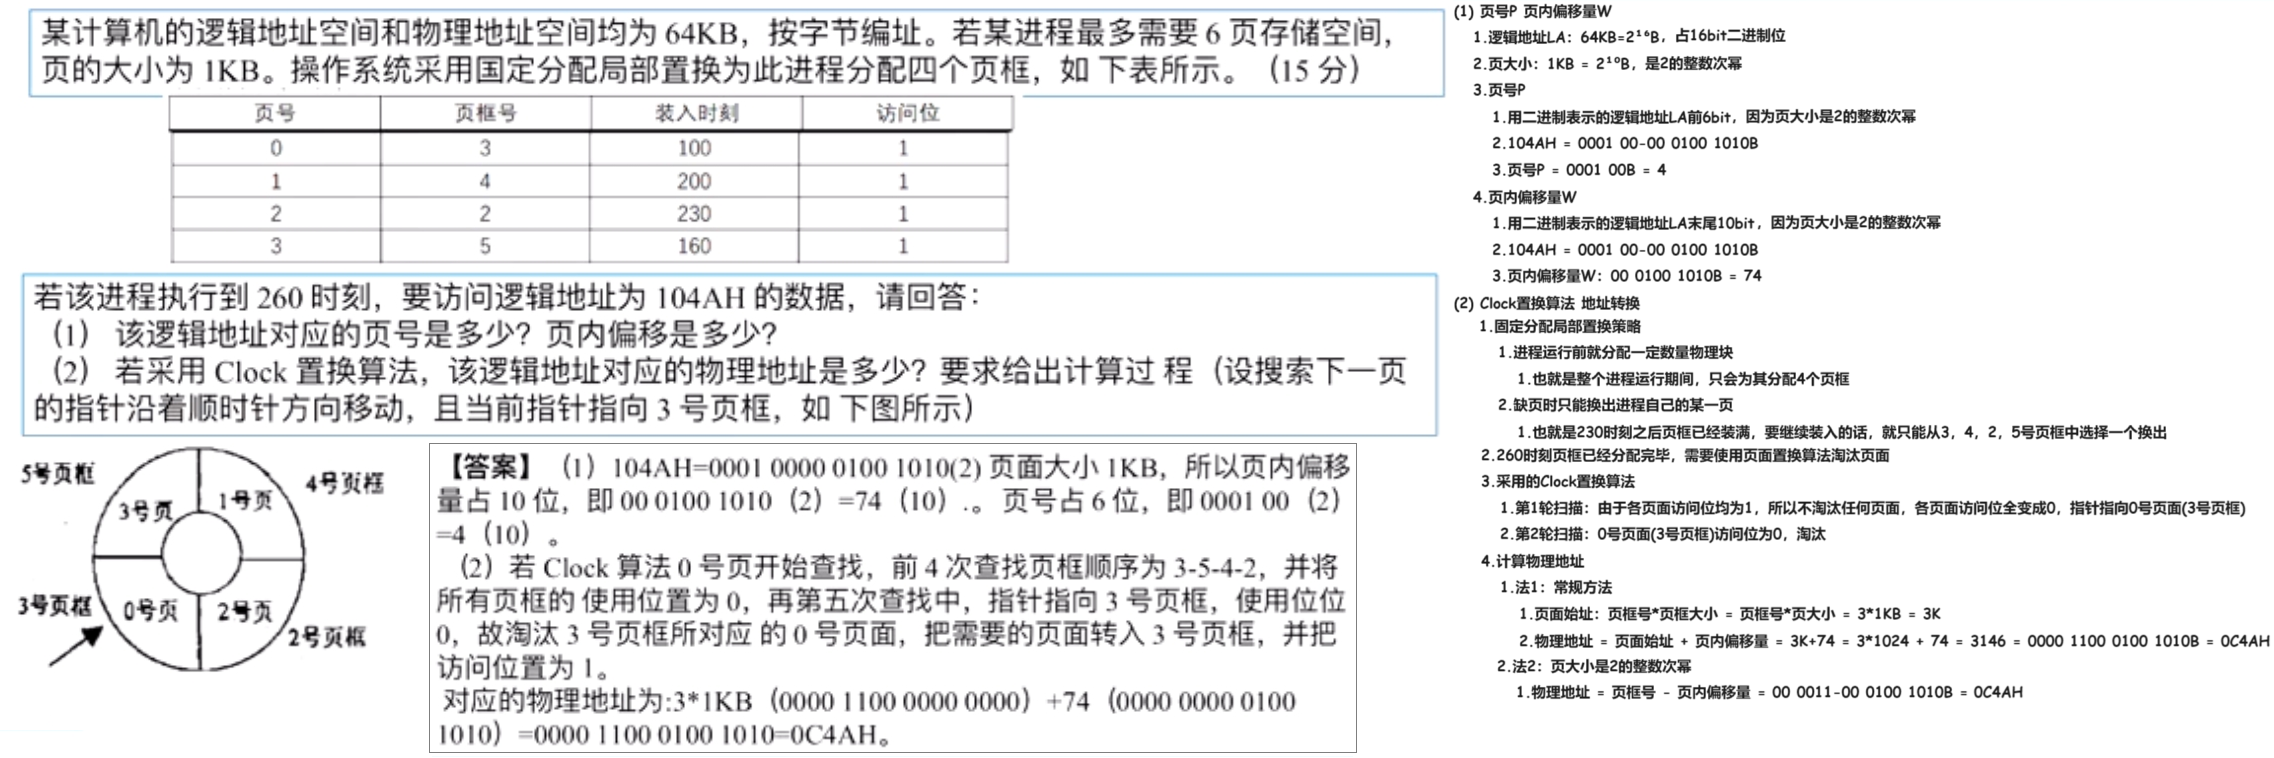 某计算机的逻辑地址空间和物理地址空间均为 64KB，按字节编址。若某进程最多需要 6 页存储空间，
页的大小为 1KB。操作系统采用固定分配局部置换为此进程分配四个页框，如 下表所示。（15 分）
页号 页框号 装入时刻 访问位
0 3 100 1
1 4 200 1
2 2 230 1
3 5 160 1
若该进程执行到 260 时刻，要访问逻辑地址为 104AH 的数据，请回答：
（1） 该逻辑地址对应的页号是多少？页内偏移是多少？
（2） 若采用 Clock 置换算法，该逻辑地址对应的物理地址是多少？要求给出计算过 程（设搜索下一页
的指针沿着顺时针方向移动，且当前指针指向 3 号页框，如 下图所示）
5号页框
3号页
1号页
4号页框
3号页框
0号页
2号页
2号页框
【答案】（1）104AH=0001 0000 0100 1010(2) 页面大小 1KB，所以页内偏移
量占 10 位，即 00 0100 1010（2）=74（10）.。页号占 6 位，即 0001 00（2）
=4（10）。
（2）若 Clock 算法 0 号页开始查找，前 4 次查找页框顺序为 3-5-4-2，并将
所有页框的 使用位置为 0，再第五次查找中，指针指向 3 号页框，使用位位
0，故淘汰 3 号页框所对应 的 0 号页面，把需要的页面转入 3 号页框，并把
访问位置为 1。
对应的物理地址为:3*1KB（0000 1100 0000 0000）+74（0000 0000 0100
1010）=0000 1100 0100 1010=0C4AH。
(1) 页号P 页内偏移量W
1.逻辑地址LA：64KB=2¹⁶B，占16bit二进制位
2.页大小：1KB = 2¹⁰B，是2的整数次幂
3.页号P
1.用二进制表示的逻辑地址LA前6bit，因为页大小是2的整数次幂
2.104AH = 0001 00-00 0100 1010B
3.页号P = 0001 00B = 4
4.页内偏移量W
1.用二进制表示的逻辑地址LA末尾10bit，因为页大小是2的整数次幂
2.104AH = 0001 00-00 0100 1010B
3.页内偏移量W：00 0100 1010B = 74
(2) Clock置换算法 地址转换
1.固定分配局部置换策略
1.进程运行前就分配一定数量物理块
1.也就是整个进程运行期间，只会为其分配4个页框
2.缺页时只能换出进程自己的某一页
1.也就是230时刻之后页框已经装满，要继续装入的话，就只能从3，4，2，5号页框中选择一个换出
2.260时刻页框已经分配完毕，需要使用页面置换算法淘汰页面
3.采用的Clock置换算法
1.第1轮扫描：由于各页面访问位均为1，所以不淘汰任何页面，各页面访问位全变成0，指针指向0号页面(3号页框)
2.第2轮扫描：0号页面(3号页框)访问位为0，淘汰
4.计算物理地址
1.法1：常规方法
1.页面始址：页框号*页框大小 = 页框号*页大小 = 3*1KB = 3K
2.物理地址 = 页面始址 + 页内偏移量 = 3K+74 = 3*1024 + 74 = 3146 = 0000 1100 0100 1010B = 0C4AH
2.法2：页大小是2的整数次幂
1.物理地址 = 页框号 - 页内偏移量 = 00 0011-00 0100 1010B = 0C4AH